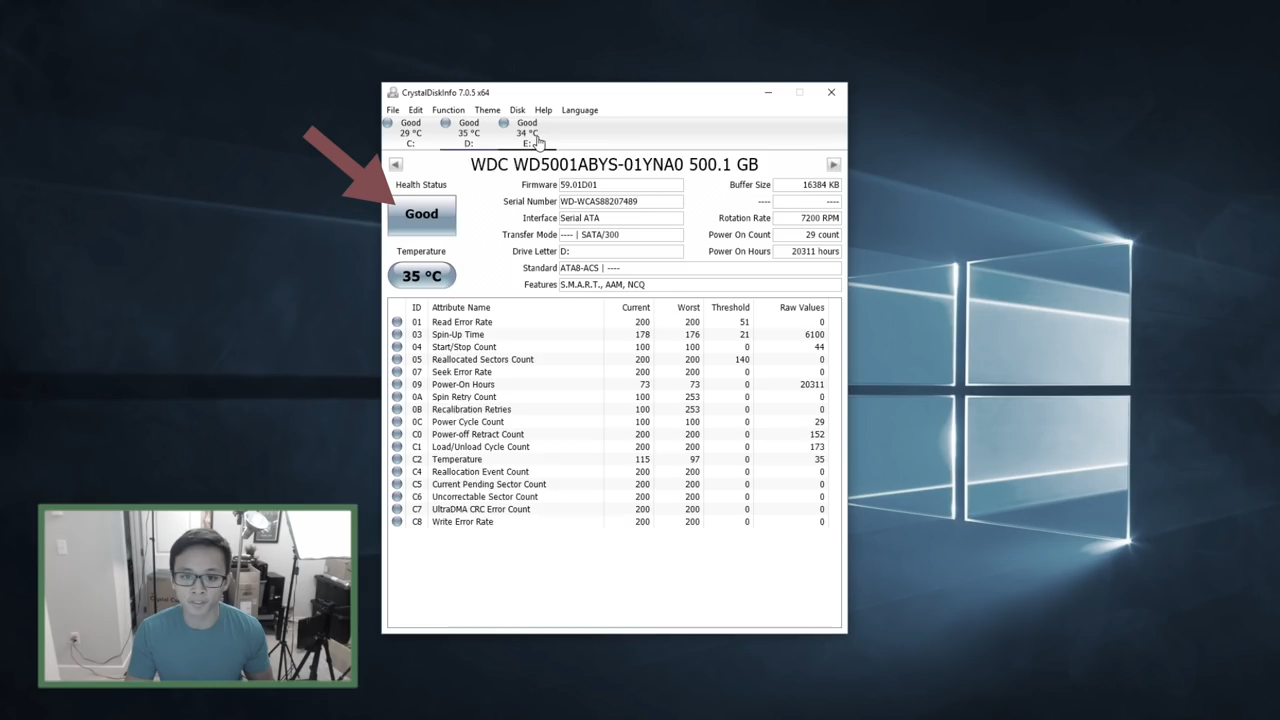 CrystalDiskInfo 7.0.5 x64
File Edit Function Theme Disk Help Language
Good Good Good
29 °C 35 °C 34 °C
C: D: E:
WDC WD5001ABYS-01YNA0 500.1 GB
Health Status Firmware 59.01D01 Buffer Size 16384 KB
Good Serial Number WD-WCAS88207489 ---- ----
Interface Serial ATA Rotation Rate 7200 RPM
Transfer Mode ---- | SATA/300 Power On Count 29 count
Temperature Drive Letter D: Power On Hours 20311 hours
35 °C Standard ATA8-ACS | ----
Features S.M.A.R.T., AAM, NCQ
ID Attribute Name Current Worst Threshold Raw Values
01 Read Error Rate 200 200 51 0
03 Spin-Up Time 178 176 21 6100
04 Start/Stop Count 100 100 0 44
05 Reallocated Sectors Count 200 200 140 0
07 Seek Error Rate 200 200 0 0
09 Power-On Hours 73 73 0 20311
0A Spin Retry Count 100 253 0 0
0B Recalibration Retries 100 253 0 0
0C Power Cycle Count 100 100 0 29
C0 Power-off Retract Count 200 200 0 152
C1 Load/Unload Cycle Count 200 200 0 173
C2 Temperature 115 97 0 35
C4 Reallocation Event Count 200 200 0 0
C5 Current Pending Sector Count 200 200 0 0
C6 Uncorrectable Sector Count 200 200 0 0
C7 UltraDMA CRC Error Count 200 200 0 0
C8 Write Error Rate 200 200 0 0